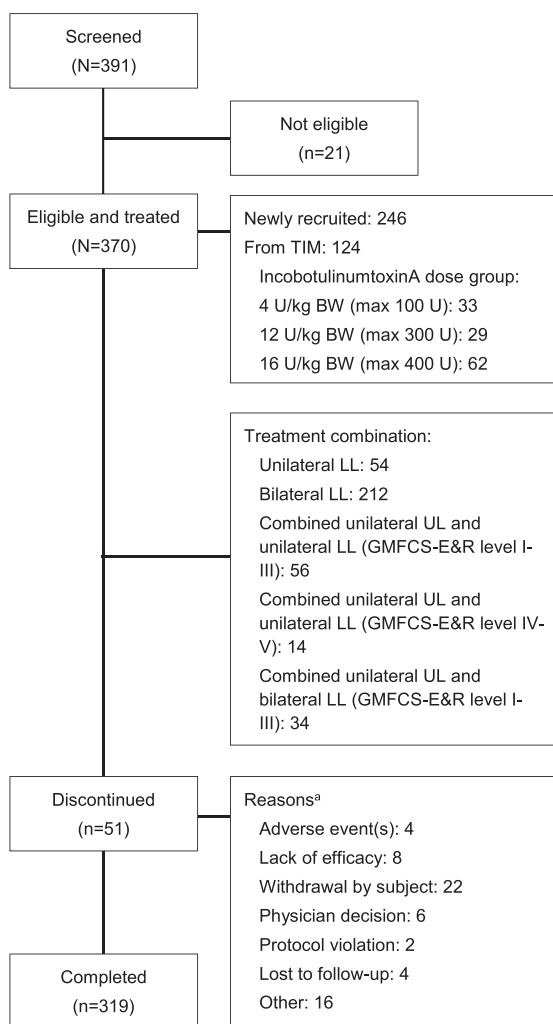 Screened
(N=391)
Not eligible
(n=21)
Eligible and treated
(N=370)
Newly recruited: 246
From TIM: 124
IncobotulinumtoxinA dose group:
4 U/kg BW (max 100 U): 33
12 U/kg BW (max 300 U): 29
16 U/kg BW (max 400 U): 62
Treatment combination:
Unilateral LL: 54
Bilateral LL: 212
Combined unilateral UL and
unilateral LL (GMFCS-E&R level I-
III): 56
Combined unilateral UL and
unilateral LL (GMFCS-E&R level IV-
V): 14
Combined unilateral UL and
bilateral LL (GMFCS-E&R level I-
III): 34
Discontinued
(n=51)
Reasonsᵃ
Adverse event(s): 4
Lack of efficacy: 8
Withdrawal by subject: 22
Physician decision: 6
Protocol violation: 2
Lost to follow-up: 4
Other: 16
Completed
(n=319)